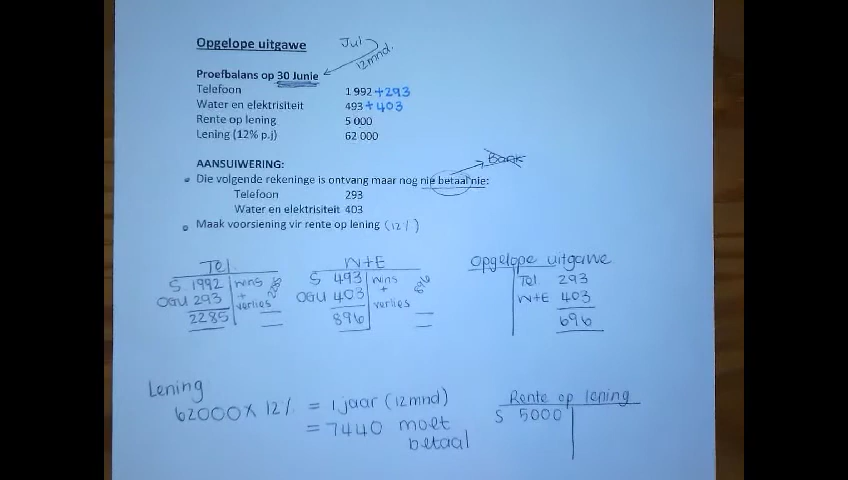 Opgelope uitgawe
Jul
12mnd.
Proefbalans op 30 Junie
Telefoon 1 992 +293
Water en elektrisiteit 493 +403
Rente op lening 5 000
Lening (12% p.j) 62 000
AANSUIWERING:
Bank
Die volgende rekeninge is ontvang maar nog nie betaal nie:
Telefoon 293
Water en elektrisiteit 403
Maak voorsiening vir rente op lening (12%)
Tel.
S 1992 wins 2285
OGU 293 + verlies
2285
W+E
S 493 wins 896
OGU 403 + verlies
896
Opgelope uitgawe
Tel 293
W+E 403
696
Lening
62000 x 12% = 1 jaar (12mnd)
= 7440 moet
betaal
Rente op lening
S 5000